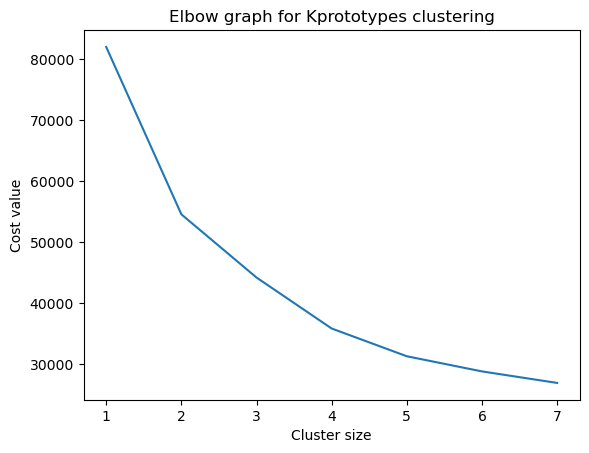 Elbow graph for Kprototypes clustering
80000
70000
60000
50000
40000
30000
Cost value
1 2 3 4 5 6 7
Cluster size